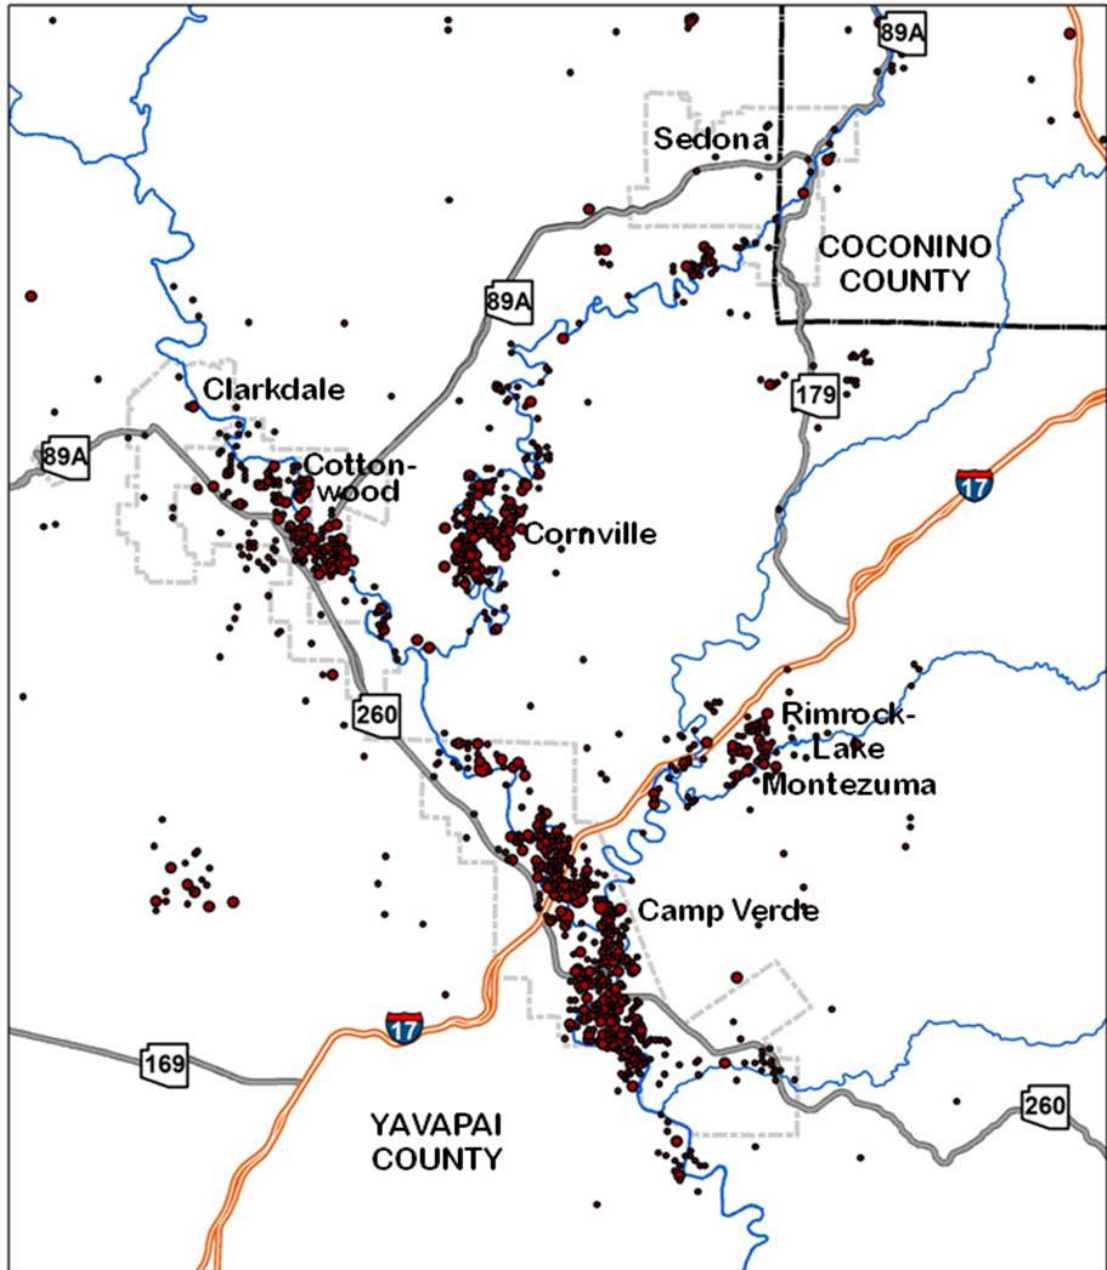 89A
Sedona
COCONINO
COUNTY
89A
Clarkdale
179
89A
Cotton-
wood
17
Cornville
260
Rimrock-
Lake
Montezuma
Camp Verde
17
169
260
YAVAPAI
COUNTY